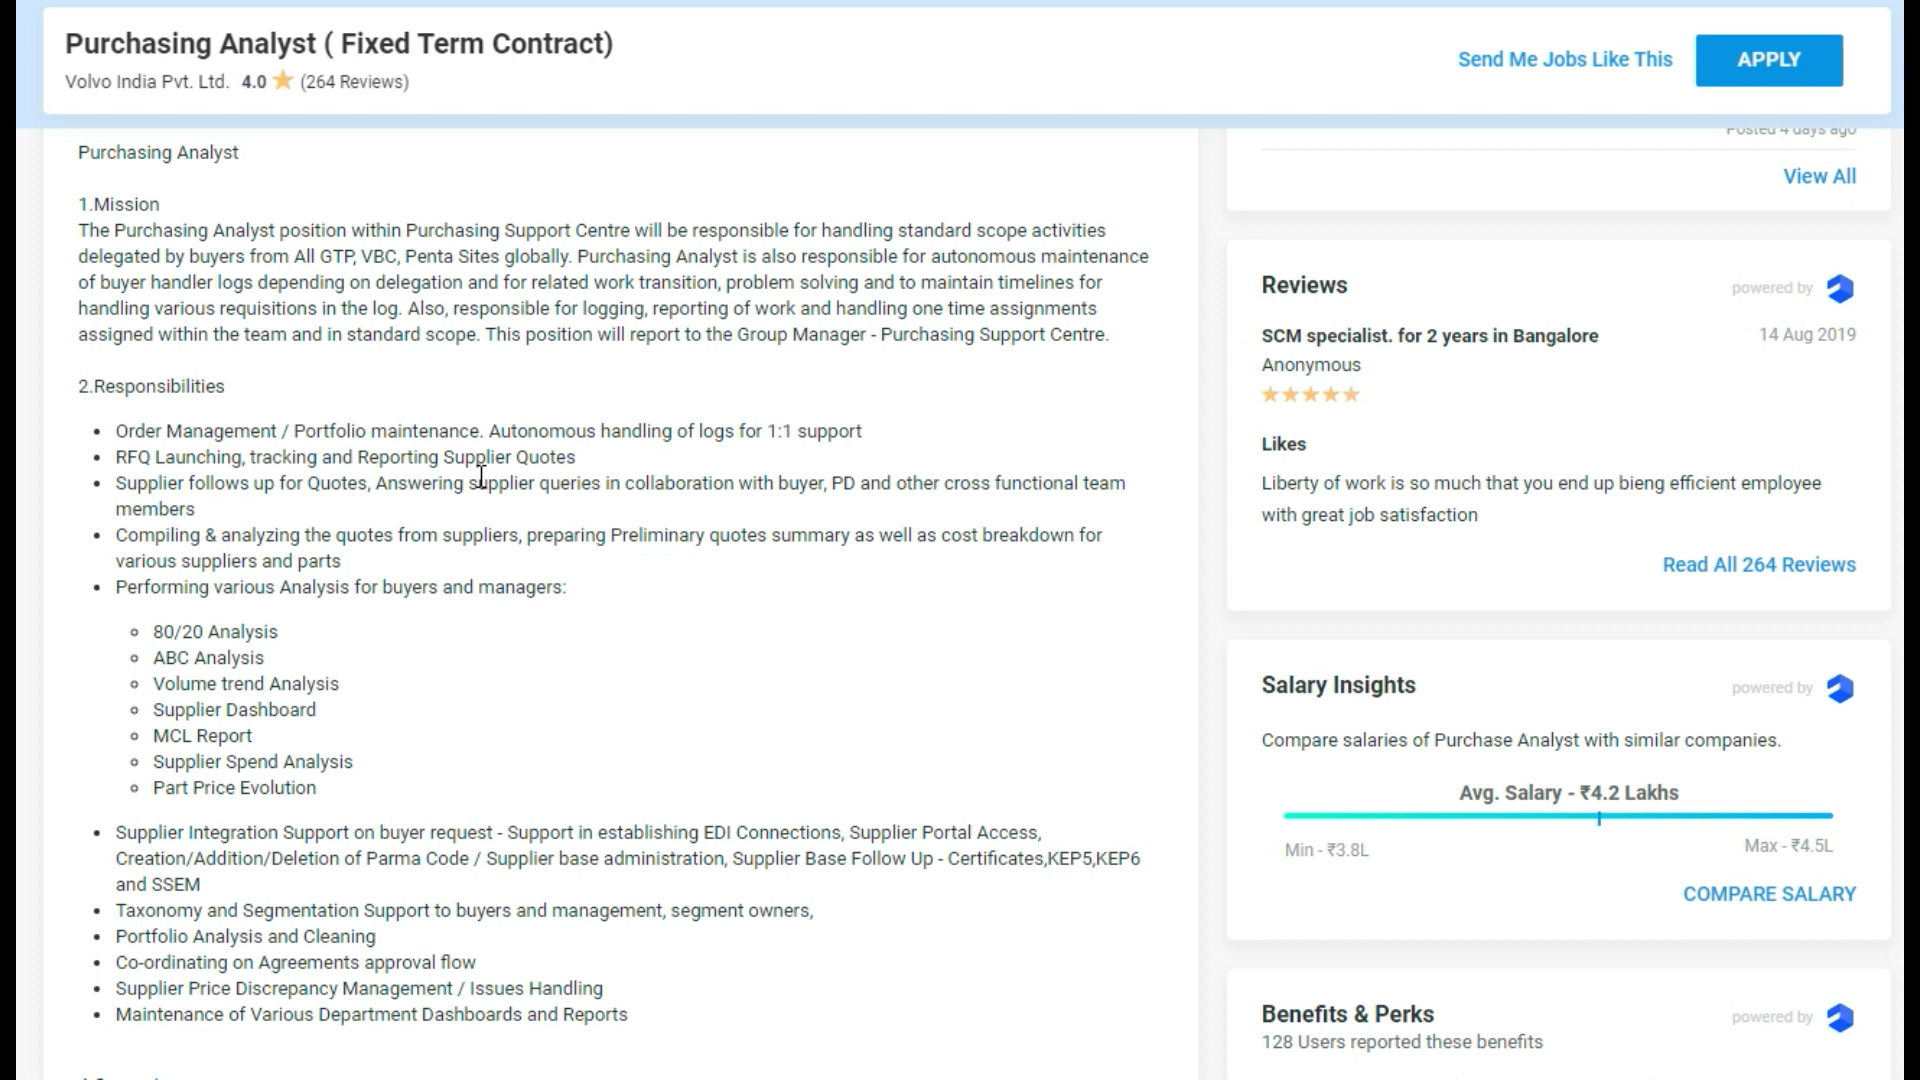 Purchasing Analyst ( Fixed Term Contract)
Volvo India Pvt. Ltd. 4.0 (264 Reviews)
Send Me Jobs Like This
APPLY
Purchasing Analyst
1.Mission
The Purchasing Analyst position within Purchasing Support Centre will be responsible for handling standard scope activities
delegated by buyers from All GTP, VBC, Penta Sites globally. Purchasing Analyst is also responsible for autonomous maintenance
of buyer handler logs depending on delegation and for related work transition, problem solving and to maintain timelines for
handling various requisitions in the log. Also, responsible for logging, reporting of work and handling one time assignments
assigned within the team and in standard scope. This position will report to the Group Manager - Purchasing Support Centre.
2.Responsibilities
• Order Management / Portfolio maintenance. Autonomous handling of logs for 1:1 support
• RFQ Launching, tracking and Reporting Supplier Quotes
• Supplier follows up for Quotes, Answering supplier queries in collaboration with buyer, PD and other cross functional team
members
• Compiling & analyzing the quotes from suppliers, preparing Preliminary quotes summary as well as cost breakdown for
various suppliers and parts
• Performing various Analysis for buyers and managers:
◦ 80/20 Analysis
◦ ABC Analysis
◦ Volume trend Analysis
◦ Supplier Dashboard
◦ MCL Report
◦ Supplier Spend Analysis
◦ Part Price Evolution
• Supplier Integration Support on buyer request - Support in establishing EDI Connections, Supplier Portal Access,
Creation/Addition/Deletion of Parma Code / Supplier base administration, Supplier Base Follow Up - Certificates,KEP5,KEP6
and SSEM
• Taxonomy and Segmentation Support to buyers and management, segment owners,
• Portfolio Analysis and Cleaning
• Co-ordinating on Agreements approval flow
• Supplier Price Discrepancy Management / Issues Handling
• Maintenance of Various Department Dashboards and Reports
Posted 4 days ago
View All
Reviews
powered by
SCM specialist. for 2 years in Bangalore
14 Aug 2019
Anonymous
Likes
Liberty of work is so much that you end up bieng efficient employee
with great job satisfaction
Read All 264 Reviews
Salary Insights
powered by
Compare salaries of Purchase Analyst with similar companies.
Avg. Salary - ₹4.2 Lakhs
Min - ₹3.8L
Max - ₹4.5L
COMPARE SALARY
Benefits & Perks
powered by
128 Users reported these benefits